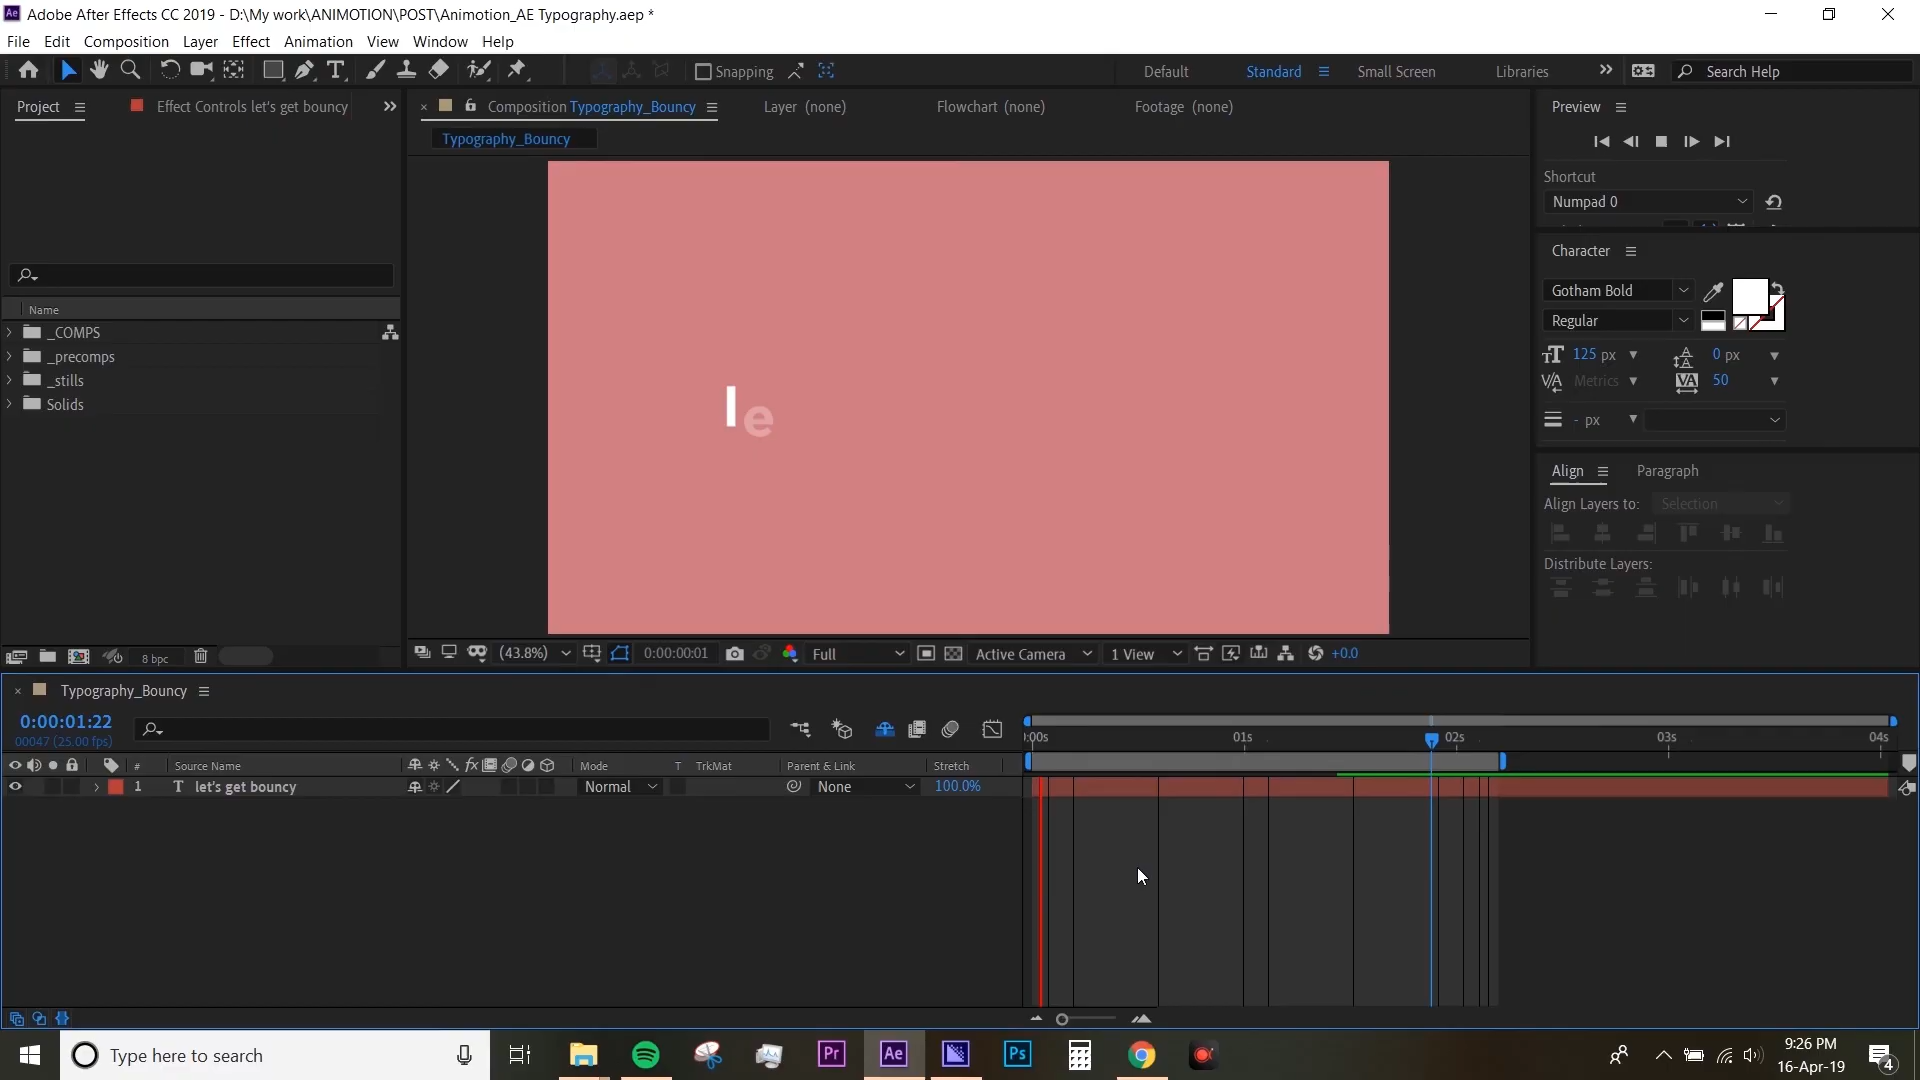 Adobe After Effects CC 2019 - D:\My work\ANIMOTION\POST\Animotion_AE Typography.aep *
File Edit Composition Layer Effect Animation View Window Help
Snapping Default Standard Small Screen Libraries Search Help
Project Effect Controls let's get bouncy
Composition Typography_Bouncy Layer (none) Flowchart (none) Footage (none)
Typography_Bouncy
Preview
Shortcut
Numpad 0
Character
Gotham Bold
Regular
125 px 0 px
Metrics 50
- px
Align Paragraph
Align Layers to: Selection
Distribute Layers:
Name
_COMPS
_precomps
_stills
Solids
8 bpc
le
(43.8%) 0:00:00:01 Full Active Camera 1 View +0.0
Typography_Bouncy
0:00:01:22
00047 (25.00 fps)
:00s 01s 02s 03s 04s
# Source Name fx Mode T TrkMat Parent & Link Stretch
1 T let's get bouncy Normal None 100.0%
Type here to search
Pr Ae Ps
9:26 PM
16-Apr-19
4